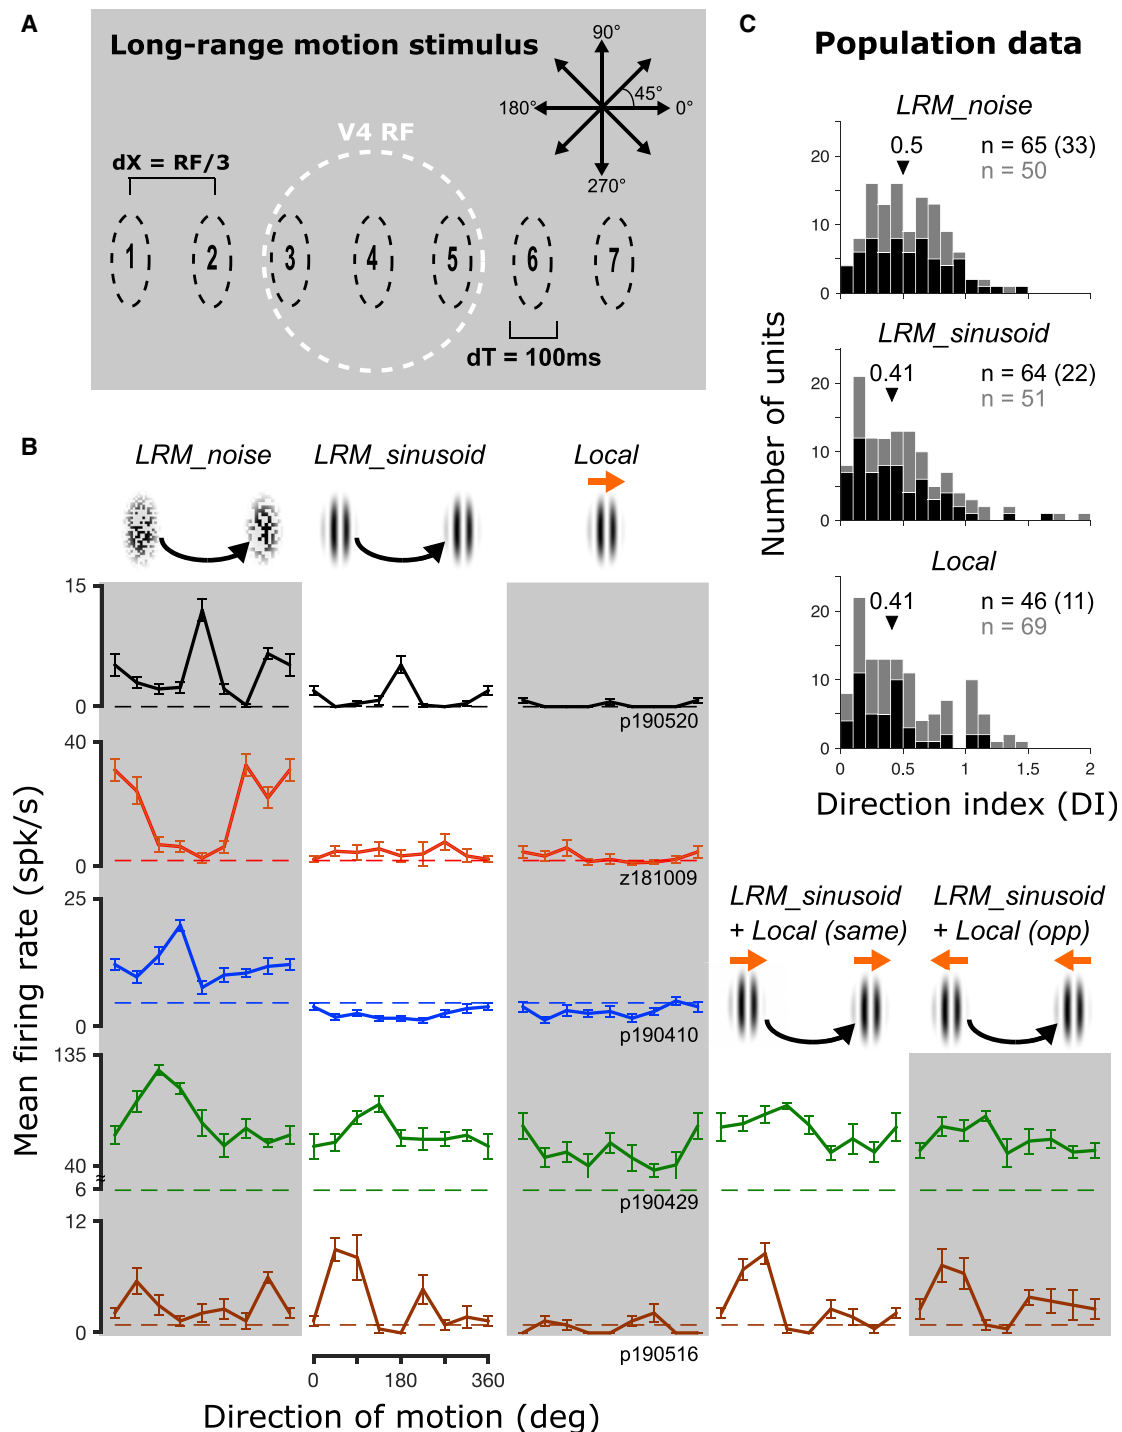 A
Long-range motion stimulus
90°
45°
180°
0°
270°
V4 RF
dX = RF/3
1 2 3 4 5 6 7
dT = 100ms
B
LRM_noise
LRM_sinusoid
Local
15
0
p190520
40
0
z181009
25
0
p190410
135
40
6
p190429
12
0
p190516
Mean firing rate (spk/s)
0 180 360
Direction of motion (deg)
LRM_sinusoid
+ Local (same)
LRM_sinusoid
+ Local (opp)
C
Population data
LRM_noise
0.5
n = 65 (33)
n = 50
20
10
0
LRM_sinusoid
0.41
n = 64 (22)
n = 51
20
10
0
Local
0.41
n = 46 (11)
n = 69
20
10
0
Number of units
0 0.5 1 1.5 2
Direction index (DI)